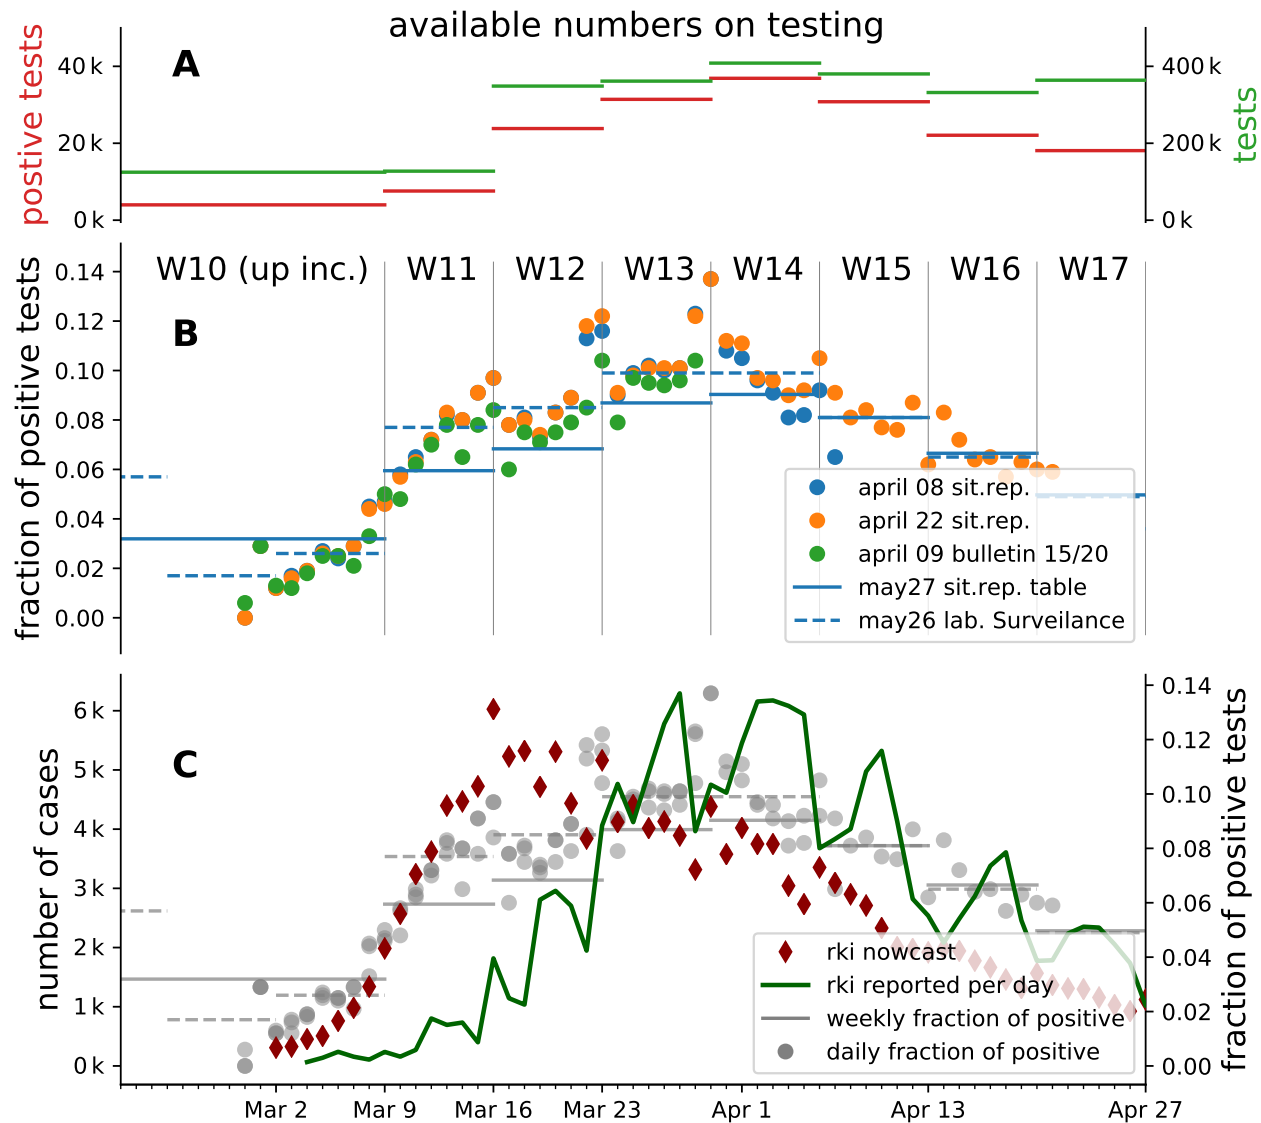 available numbers on testing
A
postive tests
40 k
20 k
0 k
400 k
200 k
0 k
tests
W10 (up inc.) W11 W12 W13 W14 W15 W16 W17
B
fraction of positive tests
0.14
0.12
0.10
0.08
0.06
0.04
0.02
0.00
april 08 sit.rep.
april 22 sit.rep.
april 09 bulletin 15/20
may27 sit.rep. table
may26 lab. Surveilance
C
number of cases
6 k
5 k
4 k
3 k
2 k
1 k
0 k
0.14
0.12
0.10
0.08
0.06
0.04
0.02
0.00
fraction of positive tests
rki nowcast
rki reported per day
weekly fraction of positive
daily fraction of positive
Mar 2 Mar 9 Mar 16 Mar 23 Apr 1 Apr 13 Apr 27